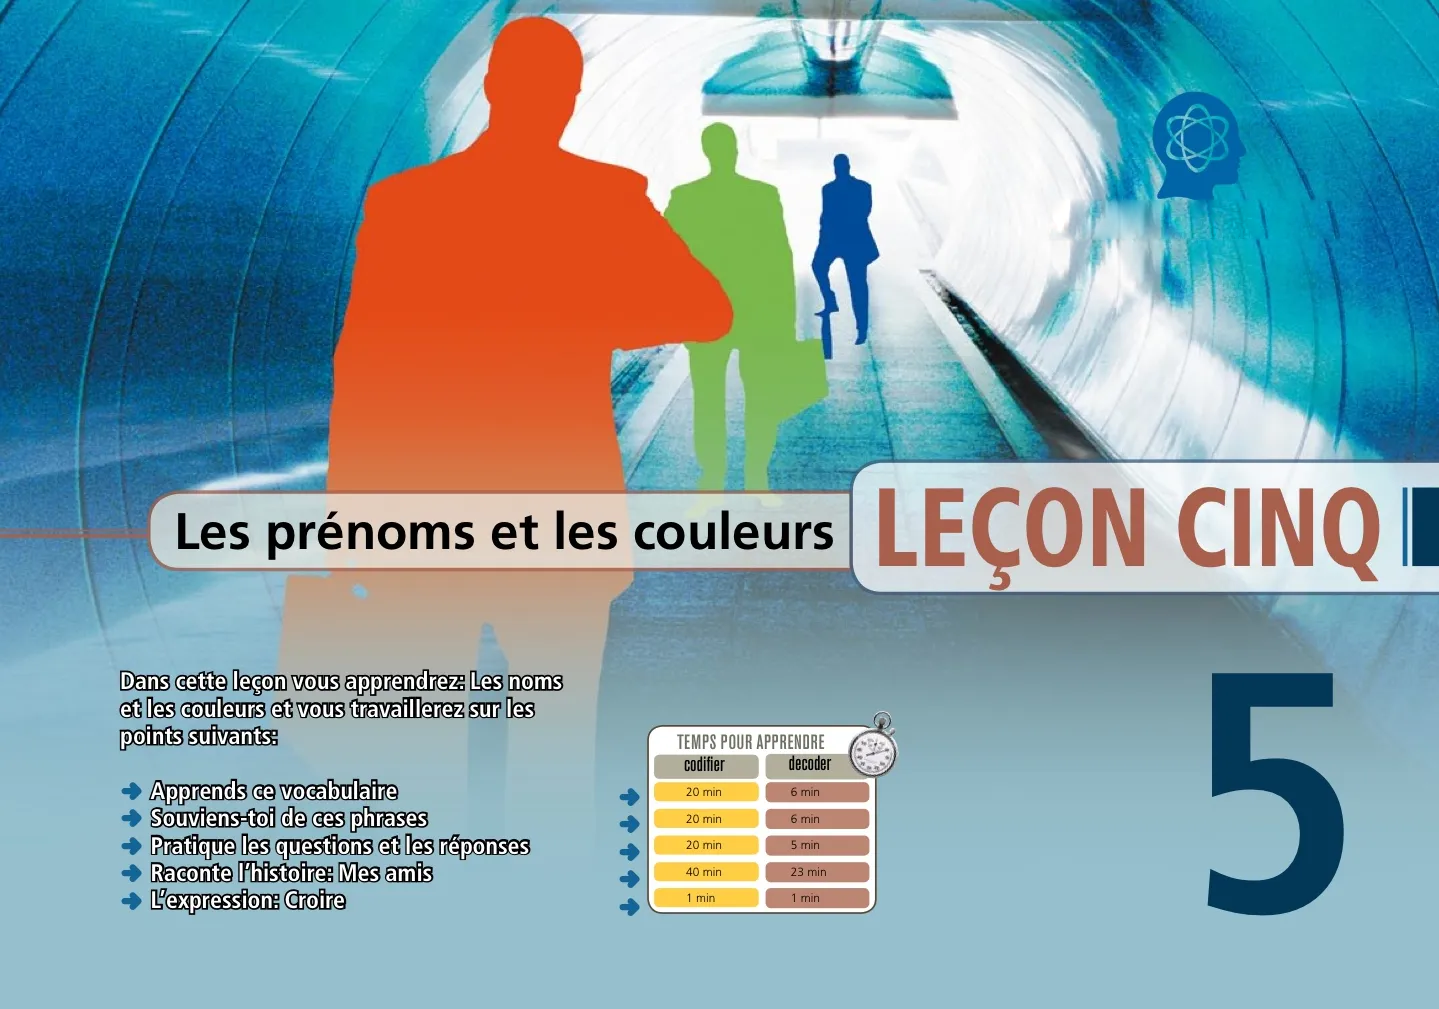 Les prénoms et les couleurs
LEÇON CINQ
5
Dans cette leçon vous apprendrez: Les noms
et les couleurs et vous travaillerez sur les
points suivants:
Apprends ce vocabulaire
Souviens-toi de ces phrases
Pratique les questions et les réponses
Raconte l'histoire: Mes amis
L'expression: Croire
TEMPS POUR APPRENDRE
codifier decoder
20 min 6 min
20 min 6 min
20 min 5 min
40 min 23 min
1 min 1 min